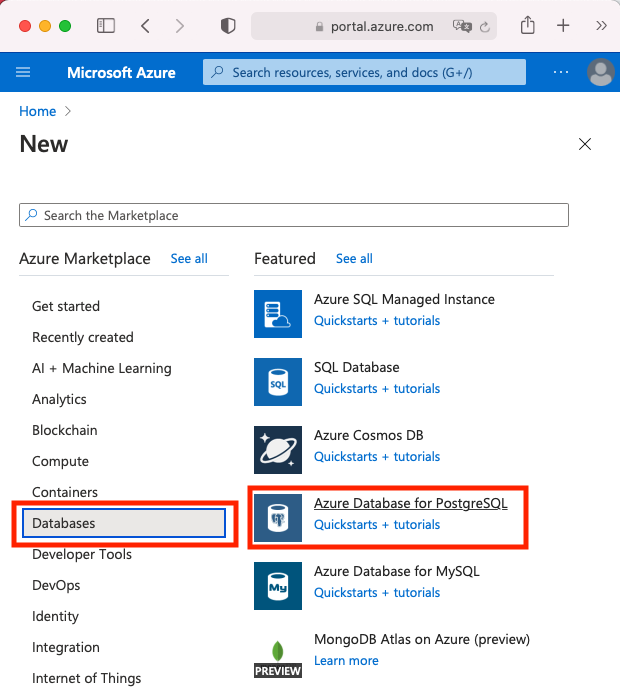 portal.azure.com
Microsoft Azure
Search resources, services, and docs (G+/)
Home
New
Search the Marketplace
Azure Marketplace See all
Get started
Recently created
AI + Machine Learning
Analytics
Blockchain
Compute
Containers
Databases
Developer Tools
DevOps
Identity
Integration
Internet of Things
Featured See all
Azure SQL Managed Instance
Quickstarts + tutorials
SQL
SQL Database
Quickstarts + tutorials
Azure Cosmos DB
Quickstarts + tutorials
Azure Database for PostgreSQL
Quickstarts + tutorials
My
Azure Database for MySQL
Quickstarts + tutorials
PREVIEW
MongoDB Atlas on Azure (preview)
Learn more